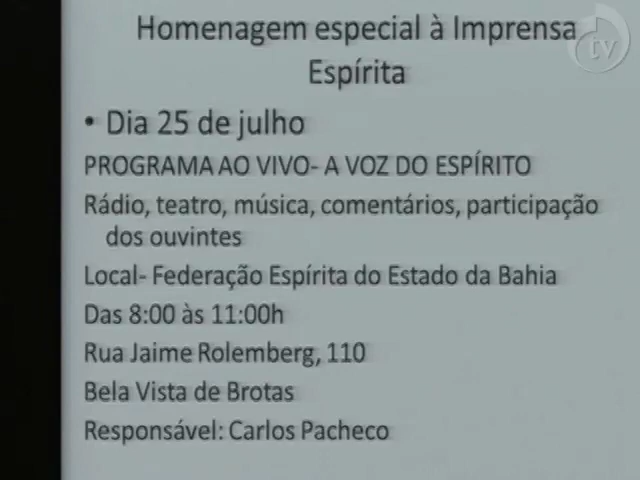 Homenagem especial à Imprensa
Espírita
• Dia 25 de julho
PROGRAMA AO VIVO- A VOZ DO ESPÍRITO
Rádio, teatro, música, comentários, participação
dos ouvintes
Local- Federação Espírita do Estado da Bahia
Das 8:00 às 11:00h
Rua Jaime Rolemberg, 110
Bela Vista de Brotas
Responsável: Carlos Pacheco
tv